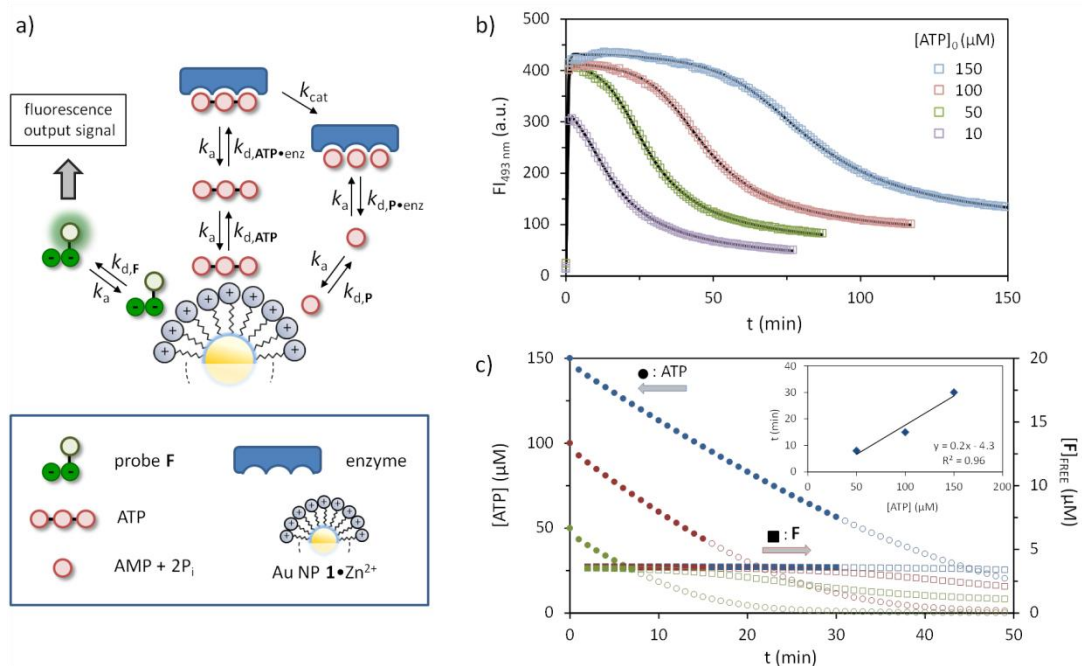 a)
fluorescence
output signal
k_cat
k_a
k_d,ATP•enz
k_a
k_d,P•enz
k_a
k_d,ATP
k_a
k_d,P
k_d,F
k_a
+ + + + + + + + +
probe F
enzyme
ATP
AMP + 2P_i
Au NP 1•Zn²⁺
b)
500
400
300
200
100
0
FI_493 nm (a.u.)
[ATP]_0 (µM)
150
100
50
10
0
50
100
150
t (min)
c)
150
100
50
0
[ATP] (µM)
● : ATP
■ : F
20
15
10
5
0
[F]_FREE (µM)
0
10
20
30
40
50
t (min)
40
30
20
10
0
t (min)
y = 0.2x - 4.3
R² = 0.96
0
50
100
150
200
[ATP] (µM)